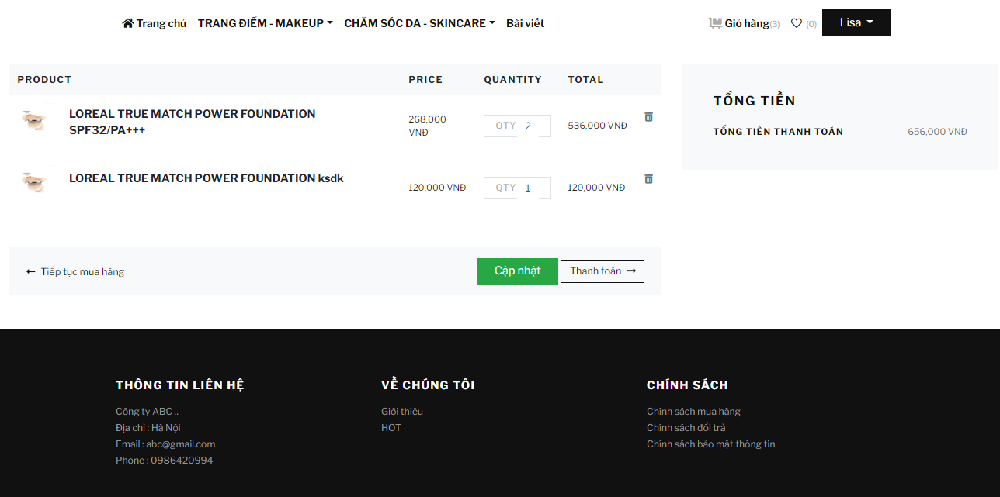 Trang chủ TRANG ĐIỂM - MAKEUP CHĂM SÓC DA - SKINCARE Bài viết Giỏ hàng(3) (0) Lisa
PRODUCT PRICE QUANTITY TOTAL
LOREAL TRUE MATCH POWER FOUNDATION
SPF32/PA+++
268,000
VNĐ
QTY 2
536,000 VNĐ
LOREAL TRUE MATCH POWER FOUNDATION ksdk
120,000 VNĐ
QTY 1
120,000 VNĐ
TỔNG TIỀN
TỔNG TIỀN THANH TOÁN 656,000 VNĐ
Tiếp tục mua hàng Cập nhật Thanh toán
THÔNG TIN LIÊN HỆ
Công ty ABC ..
Địa chỉ : Hà Nội
Email : abc@gmail.com
Phone : 0986420994
VỀ CHÚNG TÔI
Giới thiệu
HOT
CHÍNH SÁCH
Chính sách mua hàng
Chính sách đổi trả
Chính sách bảo mật thông tin